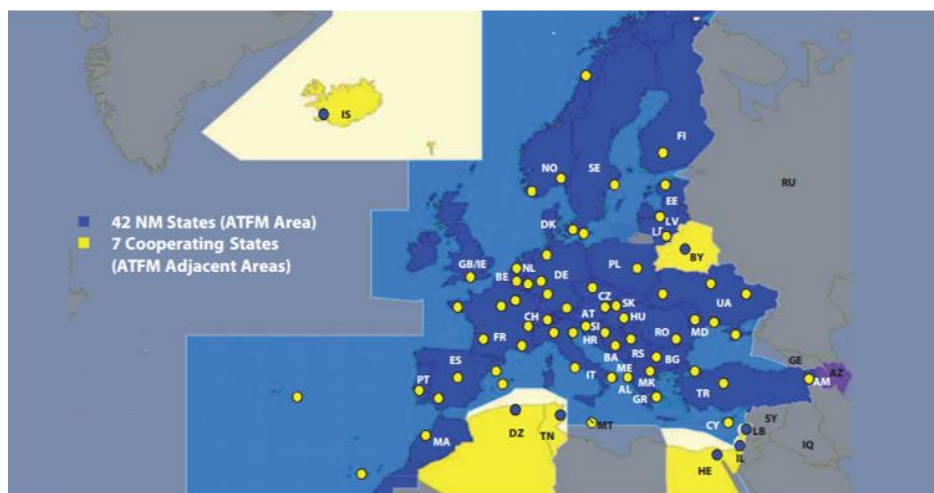 IS
FI
NO
SE
RU
EE
42 NM States (ATFM Area)
LV
DK
LT
7 Cooperating States
BY
(ATFM Adjacent Areas)
GB/IE
NL
DE
PL
BE
CZ
SK
UA
CH
AT
HU
SI
RO
MD
FR
HR
BA
RS
BG
GE
ES
IT
ME
AZ
PT
AL
MK
AM
GR
TR
SY
MA
DZ
TN
MT
CY
LB
IQ
IL
HE